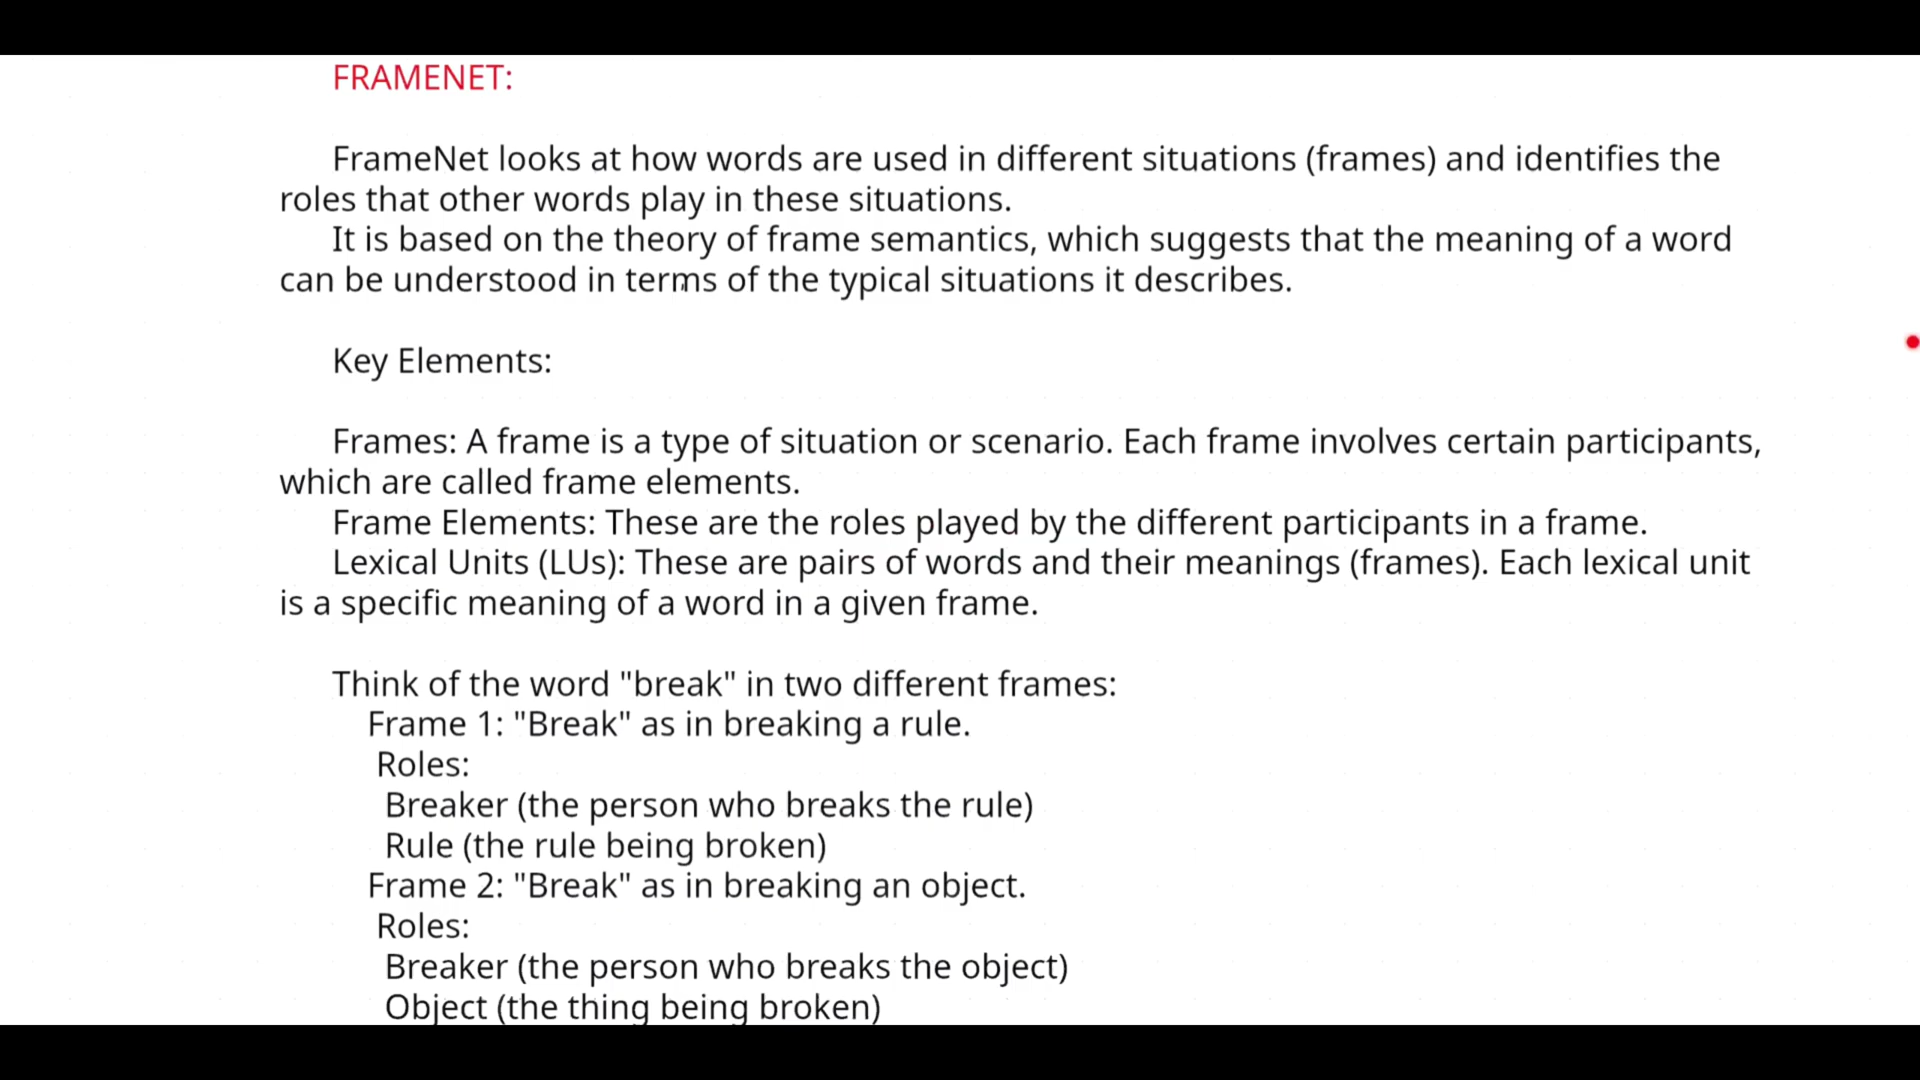 FRAMENET:
FrameNet looks at how words are used in different situations (frames) and identifies the
roles that other words play in these situations.
It is based on the theory of frame semantics, which suggests that the meaning of a word
can be understood in terms of the typical situations it describes.
Key Elements:
Frames: A frame is a type of situation or scenario. Each frame involves certain participants,
which are called frame elements.
Frame Elements: These are the roles played by the different participants in a frame.
Lexical Units (LUs): These are pairs of words and their meanings (frames). Each lexical unit
is a specific meaning of a word in a given frame.
Think of the word "break" in two different frames:
Frame 1: "Break" as in breaking a rule.
Roles:
Breaker (the person who breaks the rule)
Rule (the rule being broken)
Frame 2: "Break" as in breaking an object.
Roles:
Breaker (the person who breaks the object)
Object (the thing being broken)